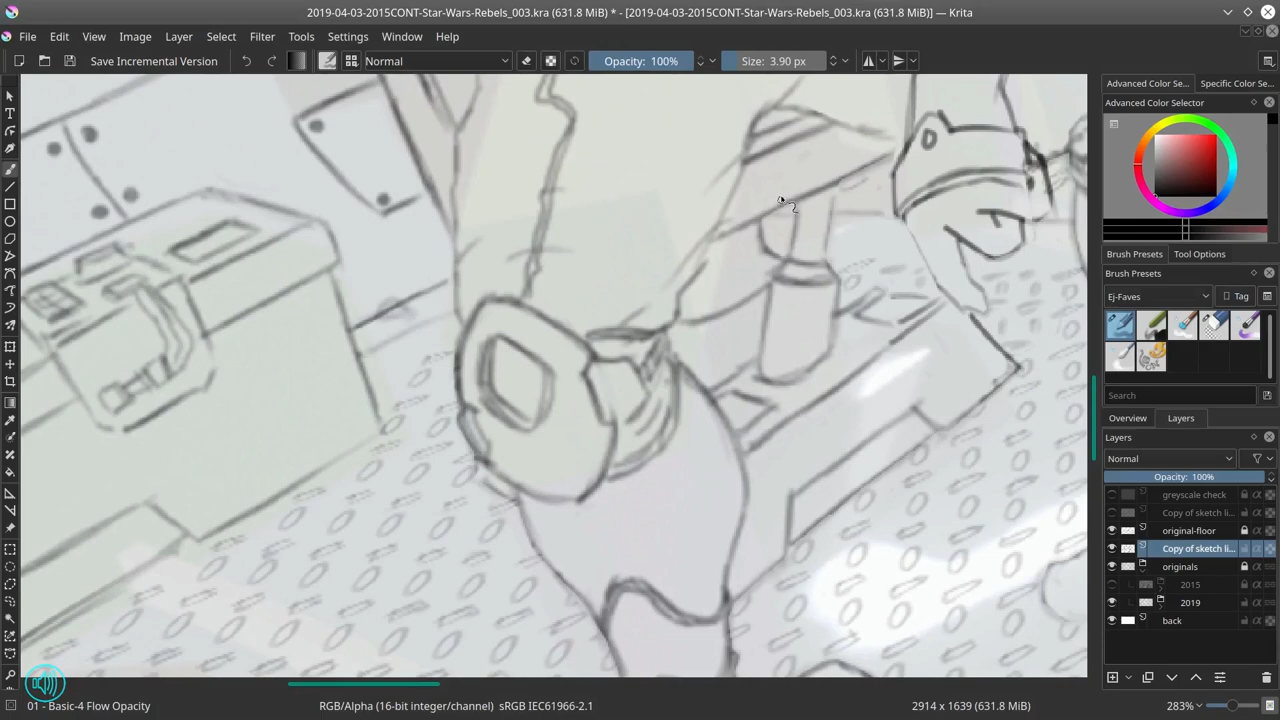 2019-04-03-2015CONT-Star-Wars-Rebels_003.kra (631.8 MiB) * - [2019-04-03-2015CONT-Star-Wars-Rebels_003.kra (631.8 MiB)] — Krita
File Edit View Image Layer Select Filter Tools Settings Window Help
Save Incremental Version Normal Opacity: 100% Size: 3.90 px
Advanced Color Se... Specific Color Se...
Advanced Color Selector
Brush Presets Tool Options
Brush Presets
Ej-Faves Tag
Search
Overview Layers
Layers
Normal
Opacity: 100%
greyscale check
Copy of sketch li...
original-floor
Copy of sketch li...
originals
2015
2019
back
01 - Basic-4 Flow Opacity RGB/Alpha (16-bit integer/channel) sRGB IEC61966-2.1 2914 x 1639 (631.8 MiB) 283%